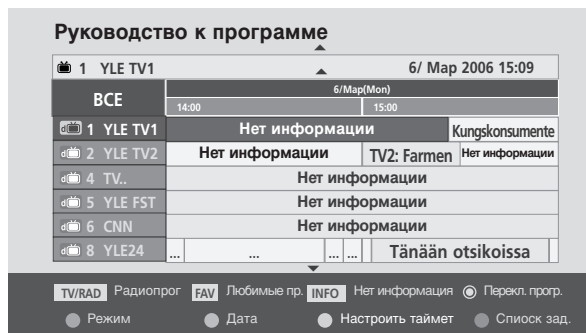 Руководство к программе
1 YLE TV1 6/ Мар 2006 15:09
ВСЕ 6/Мар(Mon)
14:00 15:00
1 YLE TV1 Нет информации Kungskonsumente
2 YLE TV2 Нет информации TV2: Farmen Нет информации
4 TV.. Нет информации
5 YLE FST Нет информации
6 CNN Нет информации
8 YLE24 ... ... ... ... Tänään otsikoissa
TV/RAD Радиопрог FAV Любимые пр. INFO Нет информация Перекл. прогр.
Режим Дата Настроить таймет Спиоск зад.